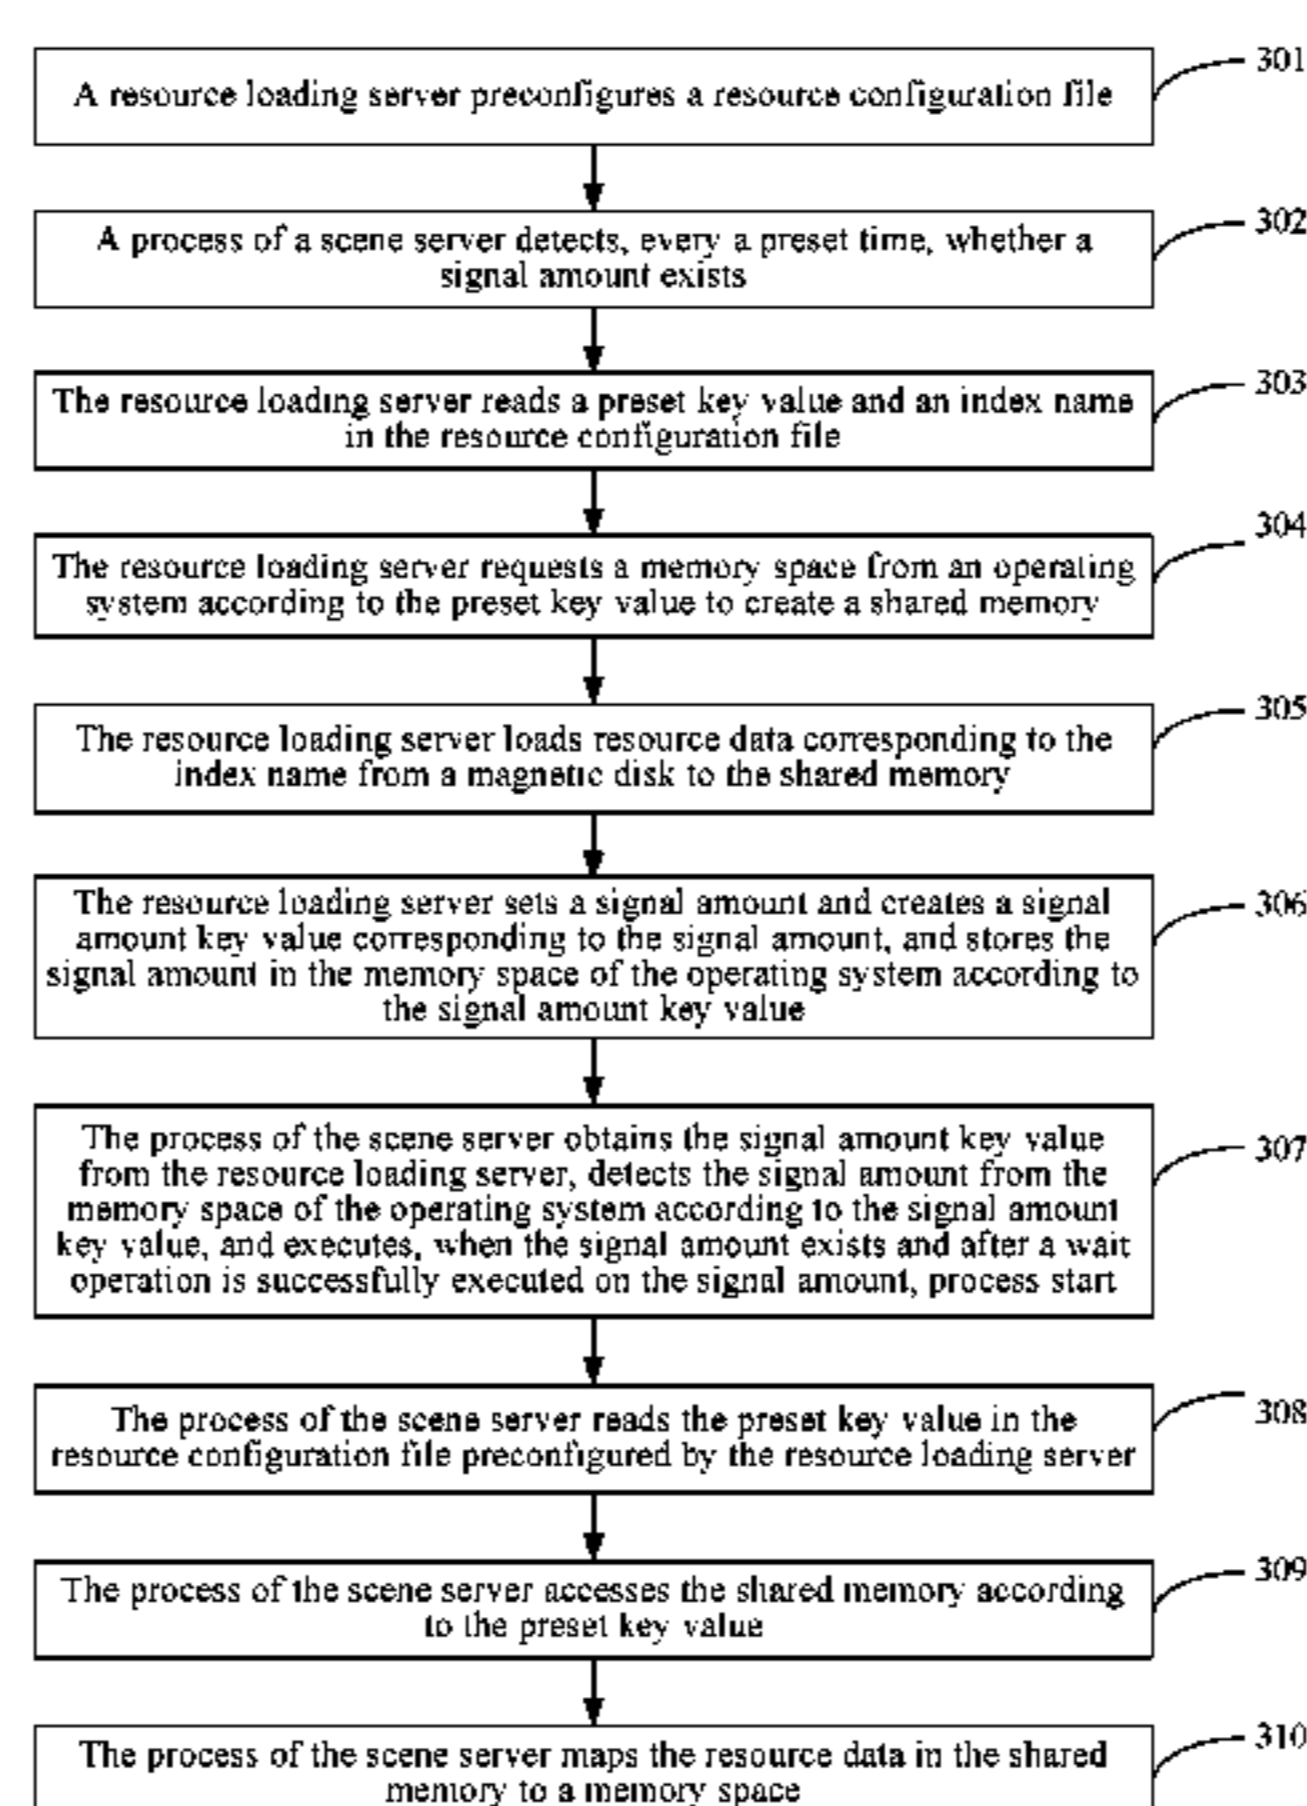 301
A resource loading server preconfigures a resource configuration file
302
A process of a scene server detects, every a preset time, whether a
signal amount exists
303
The resource loading server reads a preset key value and an index name
in the resource configuration file
304
The resource loading server requests a memory space from an operating
system according to the preset key value to create a shared memory
305
The resource loading server loads resource data corresponding to the
index name from a magnetic disk to the shared memory
306
The resource loading server sets a signal amount and creates a signal
amount key value corresponding to the signal amount, and stores the
signal amount in the memory space of the operating system according to
the signal amount key value
307
The process of the scene server obtains the signal amount key value
from the resource loading server, detects the signal amount from the
memory space of the operating system according to the signal amount
key value, and executes, when the signal amount exists and after a wait
operation is successfully executed on the signal amount, process start
308
The process of the scene server reads the preset key value in the
resource configuration file preconfigured by the resource loading server
309
The process of the scene server accesses the shared memory according
to the preset key value
310
The process of the scene server maps the resource data in the shared
memory to a memory space